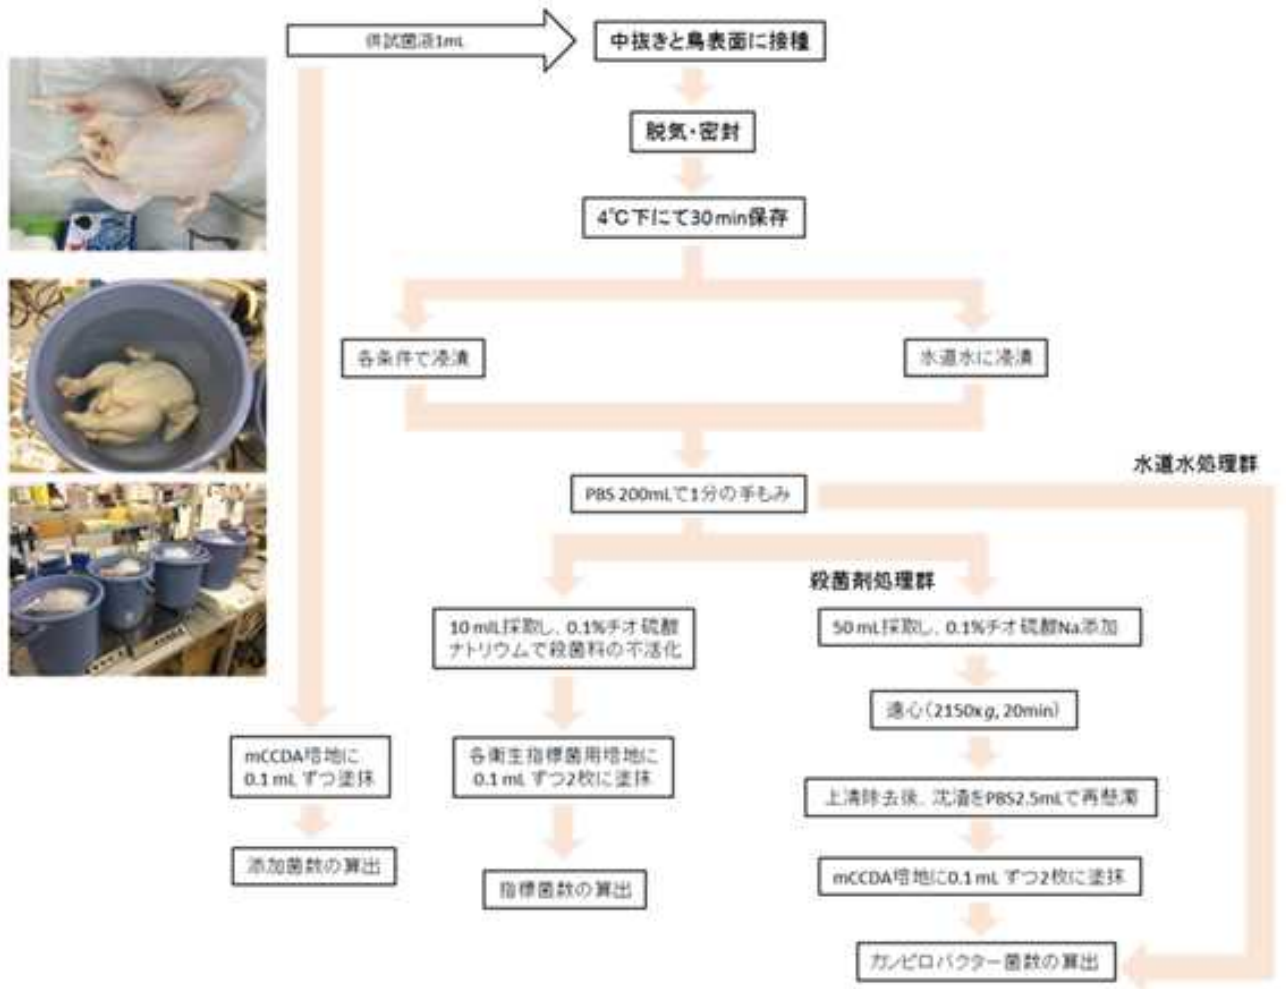 供試菌液1mL
中抜きと鳥表面に接種
脱気・密封
4℃下にて30min保存
各条件で浸漬
水道水に浸漬
PBS 200mLで1分の手もみ
水道水処理群
殺菌剤処理群
10 mL採取し、0.1%チオ硫酸
ナトリウムで殺菌料の不活化
50 mL採取し、0.1%チオ硫酸Na添加
遠心(2150xg, 20min)
mCCDA培地に
0.1 mL ずつ塗抹
各衛生指標菌用培地に
0.1 mL ずつ2枚に塗抹
上清除去後、沈渣をPBS2.5mLで再懸濁
添加菌数の算出
指標菌数の算出
mCCDA培地に0.1 mL ずつ2枚に塗抹
カンピロバクター菌数の算出